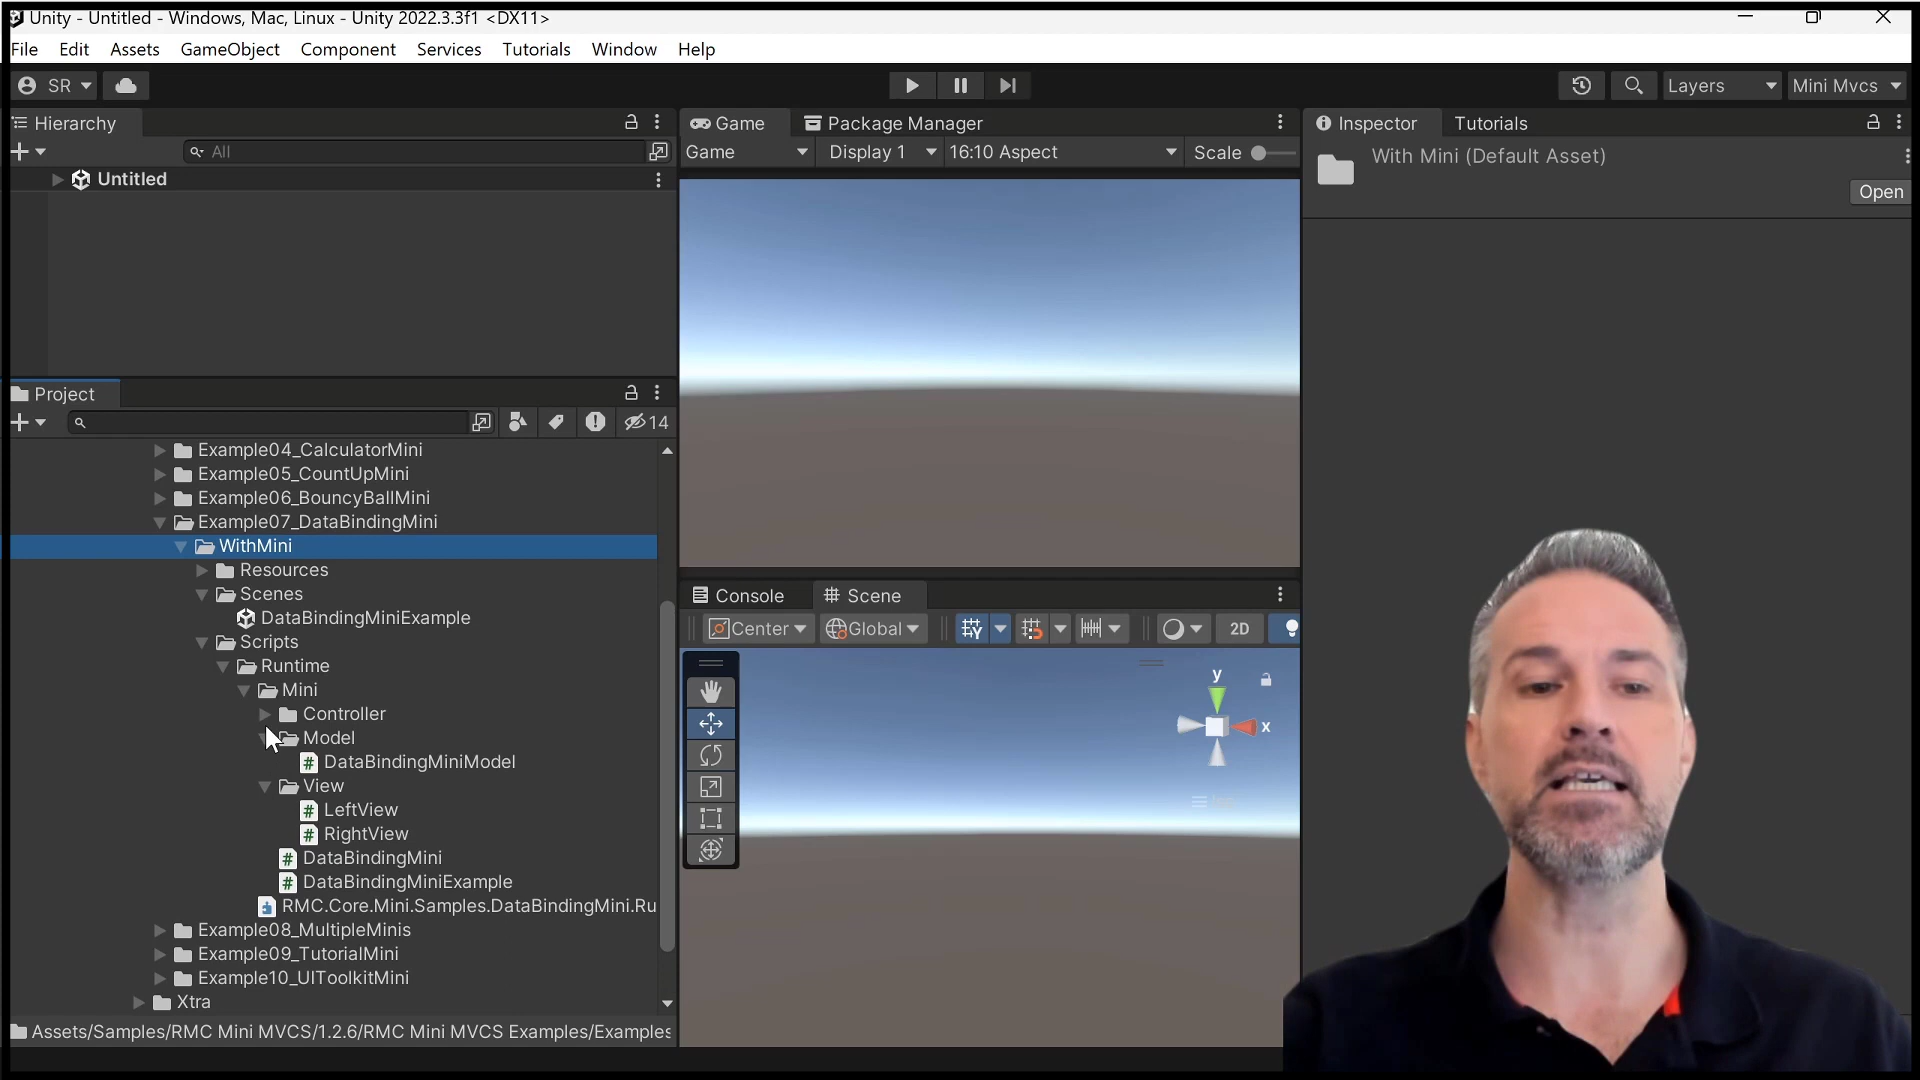 Unity - Untitled - Windows, Mac, Linux - Unity 2022.3.3f1 <DX11>
File Edit Assets GameObject Component Services Tutorials Window Help
SR Layers Mini Mvcs
Hierarchy
All
Untitled
Game Package Manager
Game Display 1 16:10 Aspect Scale
Inspector Tutorials
With Mini (Default Asset)
Open
Project
14
Example04_CalculatorMini
Example05_CountUpMini
Example06_BouncyBallMini
Example07_DataBindingMini
WithMini
Resources
Scenes
DataBindingMiniExample
Scripts
Runtime
Mini
Controller
Model
DataBindingMiniModel
View
LeftView
RightView
DataBindingMini
DataBindingMiniExample
RMC.Core.Mini.Samples.DataBindingMini.Ru
Example08_MultipleMinis
Example09_TutorialMini
Example10_UIToolkitMini
Xtra
Assets/Samples/RMC Mini MVCS/1.2.6/RMC Mini MVCS Examples/Examples
Console Scene
Center Global 2D
y
x